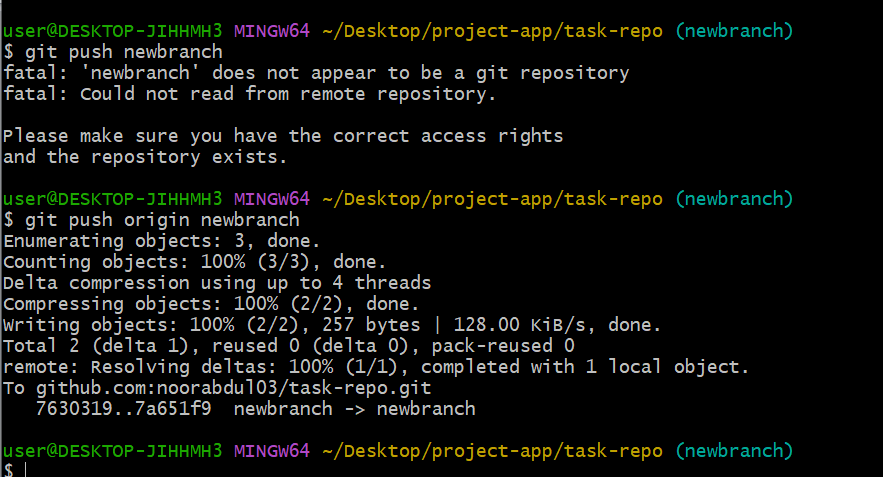 user@DESKTOP-JIHHMH3 MINGW64 ~/Desktop/project-app/task-repo (newbranch)
$ git push newbranch
fatal: 'newbranch' does not appear to be a git repository
fatal: Could not read from remote repository.
Please make sure you have the correct access rights
and the repository exists.
user@DESKTOP-JIHHMH3 MINGW64 ~/Desktop/project-app/task-repo (newbranch)
$ git push origin newbranch
Enumerating objects: 3, done.
Counting objects: 100% (3/3), done.
Delta compression using up to 4 threads
Compressing objects: 100% (2/2), done.
Writing objects: 100% (2/2), 257 bytes | 128.00 KiB/s, done.
Total 2 (delta 1), reused 0 (delta 0), pack-reused 0
remote: Resolving deltas: 100% (1/1), completed with 1 local object.
To github.com:noorabdul03/task-repo.git
   7630319..7a651f9  newbranch -> newbranch
user@DESKTOP-JIHHMH3 MINGW64 ~/Desktop/project-app/task-repo (newbranch)
$